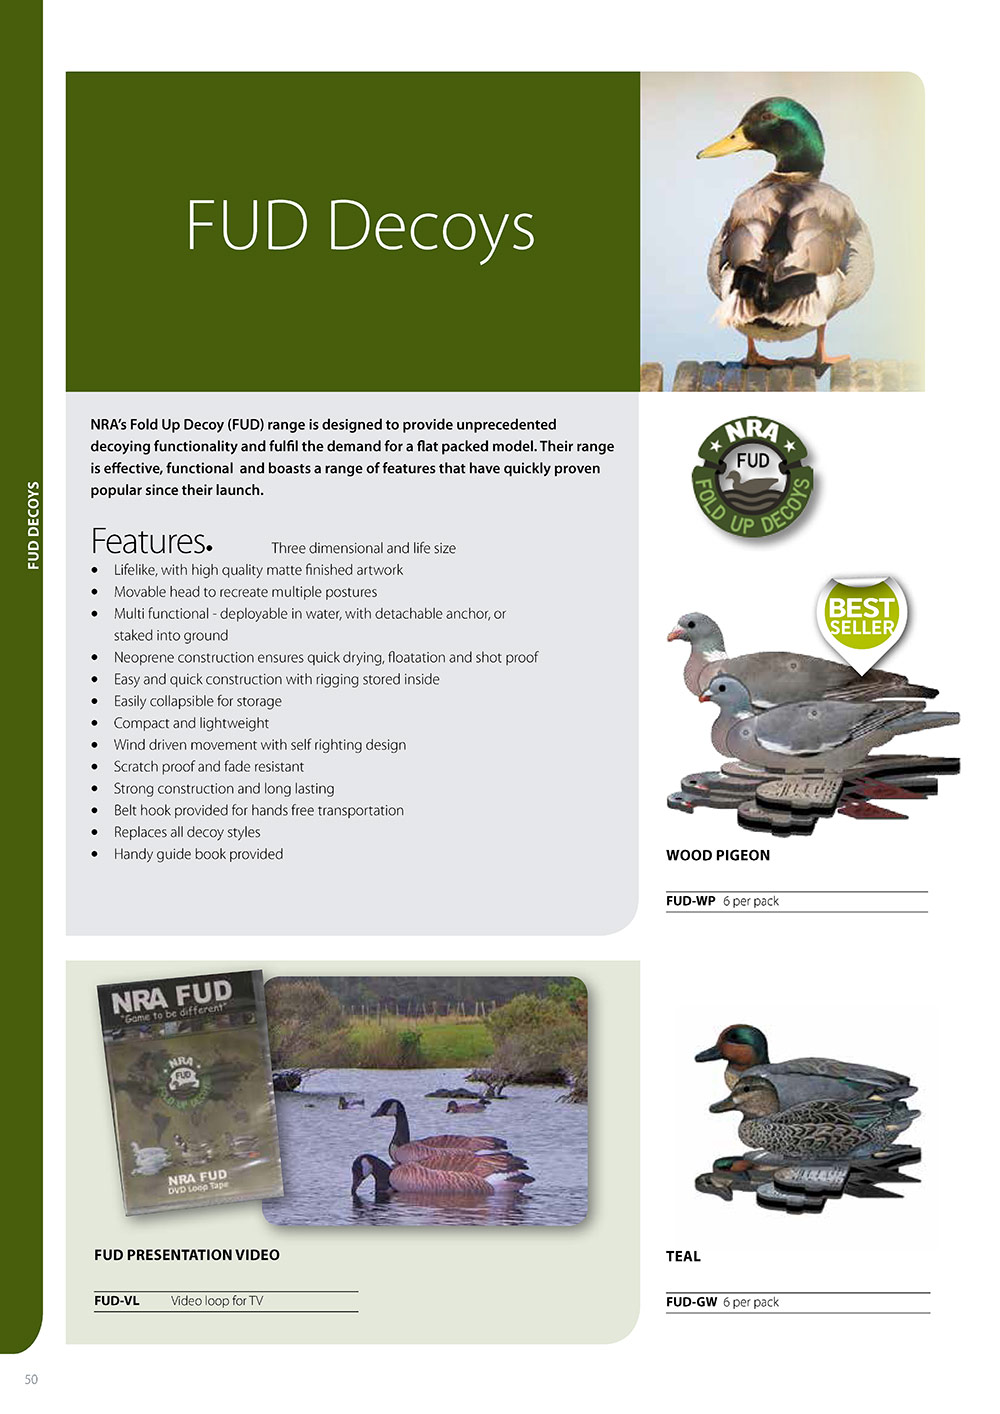 FUD Decoys
FUD DECOYS
NRA's Fold Up Decoy (FUD) range is designed to provide unprecedented
decoying functionality and fulfil the demand for a flat packed model. Their range
is effective, functional and boasts a range of features that have quickly proven
popular since their launch.
Features.
Three dimensional and life size
• Lifelike, with high quality matte finished artwork
• Movable head to recreate multiple postures
• Multi functional - deployable in water, with detachable anchor, or
staked into ground
• Neoprene construction ensures quick drying, floatation and shot proof
• Easy and quick construction with rigging stored inside
• Easily collapsible for storage
• Compact and lightweight
• Wind driven movement with self righting design
• Scratch proof and fade resistant
• Strong construction and long lasting
• Belt hook provided for hands free transportation
• Replaces all decoy styles
• Handy guide book provided
NRA
FUD
FOLD UP DECOYS
BEST
SELLER
WOOD PIGEON
FUD-WP 6 per pack
NRA FUD
"Game to be different"
NRA
FUD
FOLD UP DECOYS
NRA FUD
DVD Loop Tape
FUD PRESENTATION VIDEO
FUD-VL Video loop for TV
TEAL
FUD-GW 6 per pack
50